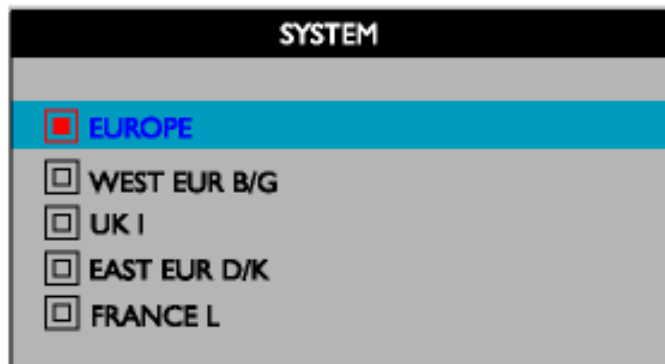 SYSTEM
EUROPE
WEST EUR B/G
UK I
EAST EUR D/K
FRANCE L